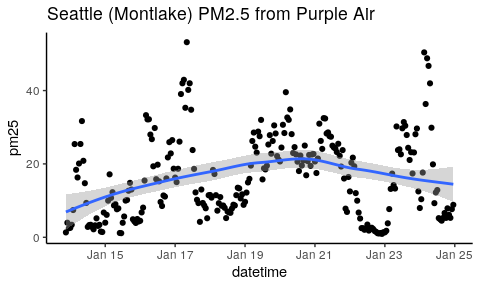 Seattle (Montlake) PM2.5 from Purple Air
pm25
40
20
0
Jan 15
Jan 17
Jan 19
Jan 21
Jan 23
Jan 25
datetime